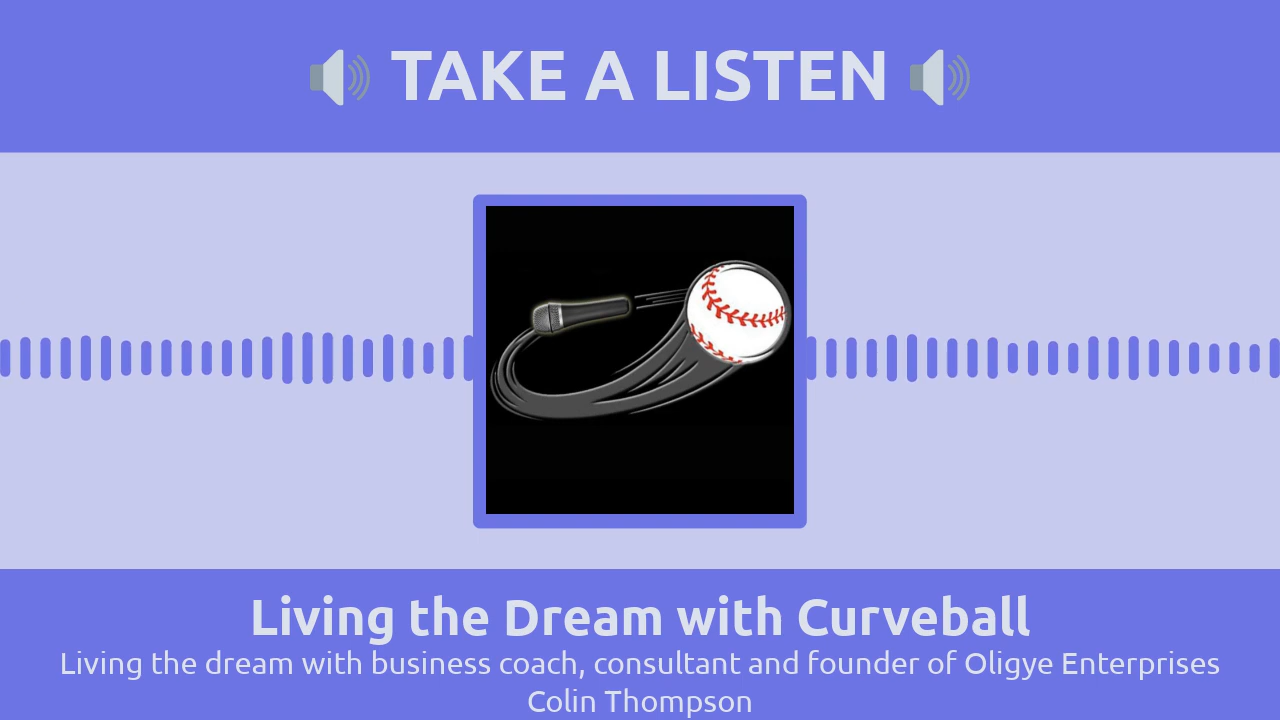 TAKE A LISTEN
Living the Dream with Curveball
Living the dream with business coach, consultant and founder of Oligye Enterprises
Colin Thompson